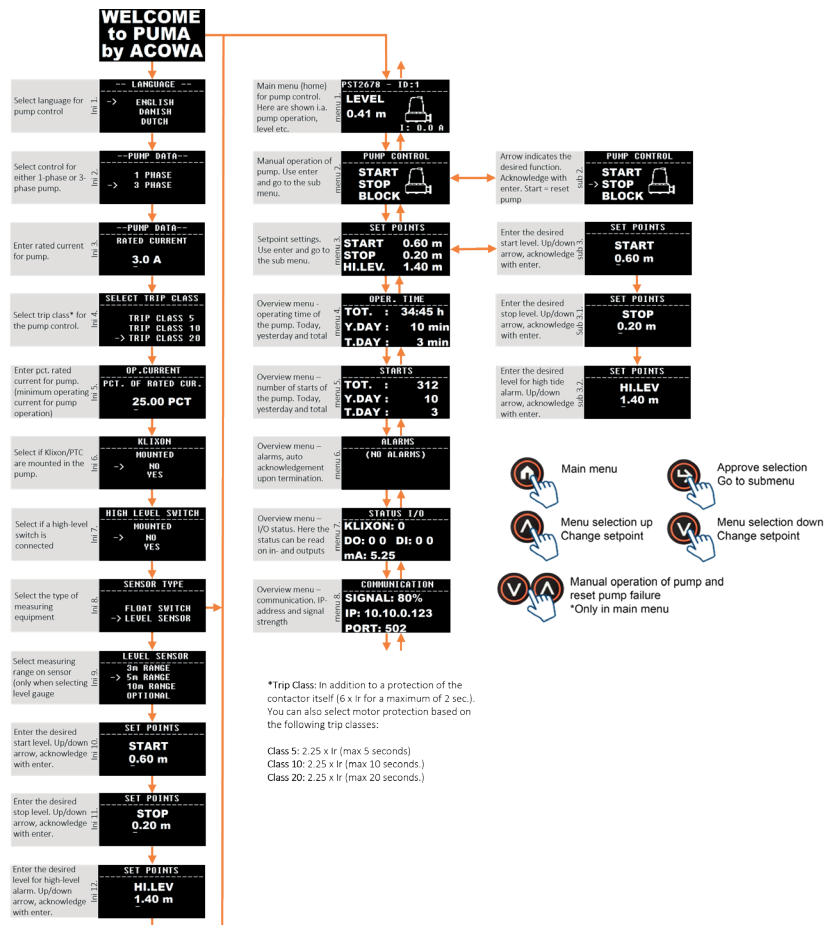 WELCOME
to PUMA
by ACOWA
Select language for
pump control
Ini 1.
-- LANGUAGE --
-> ENGLISH
DANISH
DUTCH
Select control for
either 1-phase or 3-
phase pump.
Ini 2.
--PUMP DATA--
1 PHASE
-> 3 PHASE
Enter rated current
for pump.
Ini 3.
--PUMP DATA--
RATED CURRENT
3.0 A
Select trip class* for
the pump control.
Ini 4.
SELECT TRIP CLASS
TRIP CLASS 5
TRIP CLASS 10
-> TRIP CLASS 20
Enter pct. rated
current for pump.
(minimum operating
current for pump
operation)
Ini 5.
OP.CURRENT
PCT. OF RATED CUR.
25.00 PCT
Select if Klixon/PTC
are mounted in the
pump.
Ini 6.
KLIXON
MOUNTED
-> NO
YES
Select if a high-level
switch is
connected
Ini 7.
HIGH LEVEL SWITCH
MOUNTED
-> NO
YES
Select the type of
measuring
equipment
Ini 8.
SENSOR TYPE
FLOAT SWITCH
-> LEVEL SENSOR
Select measuring
range on sensor
(only when selecting
level gauge
Ini 9.
LEVEL SENSOR
3m RANGE
-> 5m RANGE
10m RANGE
OPTIONAL
Enter the desired
start level. Up/down
arrow, acknowledge
with enter.
Ini 10.
SET POINTS
START
0.60 m
Enter the desired
stop level. Up/down
arrow, acknowledge
with enter.
Ini 11.
SET POINTS
STOP
0.20 m
Enter the desired
level for high-level
alarm. Up/down
arrow, acknowledge
with enter.
Ini 12.
SET POINTS
HI.LEV
1.40 m
Main menu (home)
for pump control.
Here are shown i.a.
pump operation,
level etc.
menu 1.
PST2678 - ID:1
LEVEL
0.41 m
I: 0.0 A
Manual operation of
pump. Use enter
and go to the sub
menu.
menu 2.
PUMP CONTROL
START
STOP
BLOCK
Arrow indicates the
desired function.
Acknowledge with
enter. Start = reset
pump
sub 2.
PUMP CONTROL
START
-> STOP
BLOCK
Setpoint settings.
Use enter and go to
the sub menu.
menu 3.
SET POINTS
START 0.60 m
STOP 0.20 m
HI.LEV. 1.40 m
Enter the desired
start level. Up/down
arrow, acknowledge
with enter.
sub 3.
SET POINTS
START
0.60 m
Overview menu -
operating time of
the pump. Today,
yesterday and total
menu 4.
OPER. TIME
TOT. : 34:45 h
Y.DAY : 10 min
T.DAY : 3 min
Enter the desired
stop level. Up/down
arrow, acknowledge
with enter.
Sub 3.1.
SET POINTS
STOP
0.20 m
Overview menu –
number of starts of
the pump. Today,
yesterday and total
menu 5.
STARTS
TOT. : 312
Y.DAY : 10
T.DAY : 3
Enter the desired
level for high tide
alarm. Up/down
arrow, acknowledge
with enter.
sub 3.2.
SET POINTS
HI.LEV
1.40 m
Overview menu –
alarms, auto
acknowledgement
upon termination.
menu 6.
ALARMS
(NO ALARMS)
Overview menu –
I/O status. Here the
status can be read
on in- and outputs
menu 7.
STATUS I/O
KLIXON: 0
DO: 0 0 DI: 0 0
mA: 5.25
Overview menu –
communication. IP-
address and signal
strength
menu 8.
COMMUNICATION
SIGNAL: 80%
IP: 10.10.0.123
PORT: 502
Main menu
Approve selection
Go to submenu
Menu selection up
Change setpoint
Menu selection down
Change setpoint
Manual operation of pump and
reset pump failure
*Only in main menu
*Trip Class: In addition to a protection of the
contactor itself (6 x Ir for a maximum of 2 sec.).
You can also select motor protection based on
the following trip classes:
Class 5: 2.25 x Ir (max 5 seconds)
Class 10: 2.25 x Ir (max 10 seconds.)
Class 20: 2.25 x Ir (max 20 seconds.)